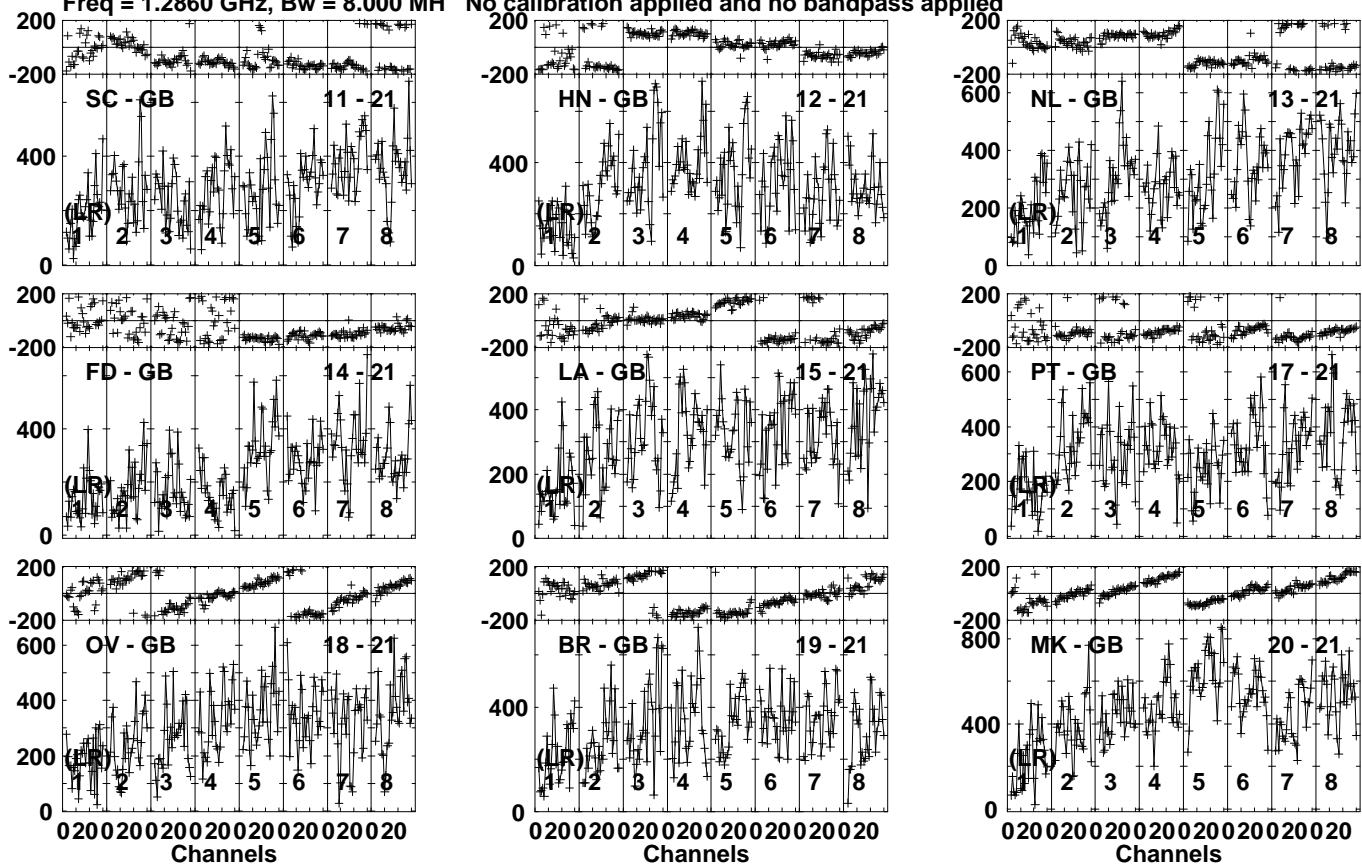 Freq = 1.2860 GHz, Bw = 8.000 MH No calibration applied and no bandpass applied
200 200 200
-200 -200 -200
SC - GB 11 - 21 HN - GB 12 - 21 NL - GB 13 - 21
600
400 400 400
(LR) (LR) (LR) 200
1 2 3 4 5 6 7 8 1 2 3 4 5 6 7 8 1 2 3 4 5 6 7 8
0 0 0
200 200 200
-200 -200 -200
FD - GB 14 - 21 LA - GB 15 - 21 PT - GB 17 - 21
600
400 400 400
(LR) 200 (LR) 200 (LR)
1 2 3 4 5 6 7 8 1 2 3 4 5 6 7 8 1 2 3 4 5 6 7 8
0 0 0
200 200 200
-200 -200 -200
OV - GB 18 - 21 BR - GB 19 - 21 MK - GB 20 - 21
600 800
400 400 400
200 (LR) (LR) (LR)
1 2 3 4 5 6 7 8 1 2 3 4 5 6 7 8 1 2 3 4 5 6 7 8
0 0 0
0 20 0 20 0 20 0 20 0 20 0 20 0 20 0 20 0 20 0 20 0 20 0 20 0 20 0 20 0 20 0 20 0 20 0 20 0 20 0 20 0 20 0 20 0 20 0 20
Channels Channels Channels